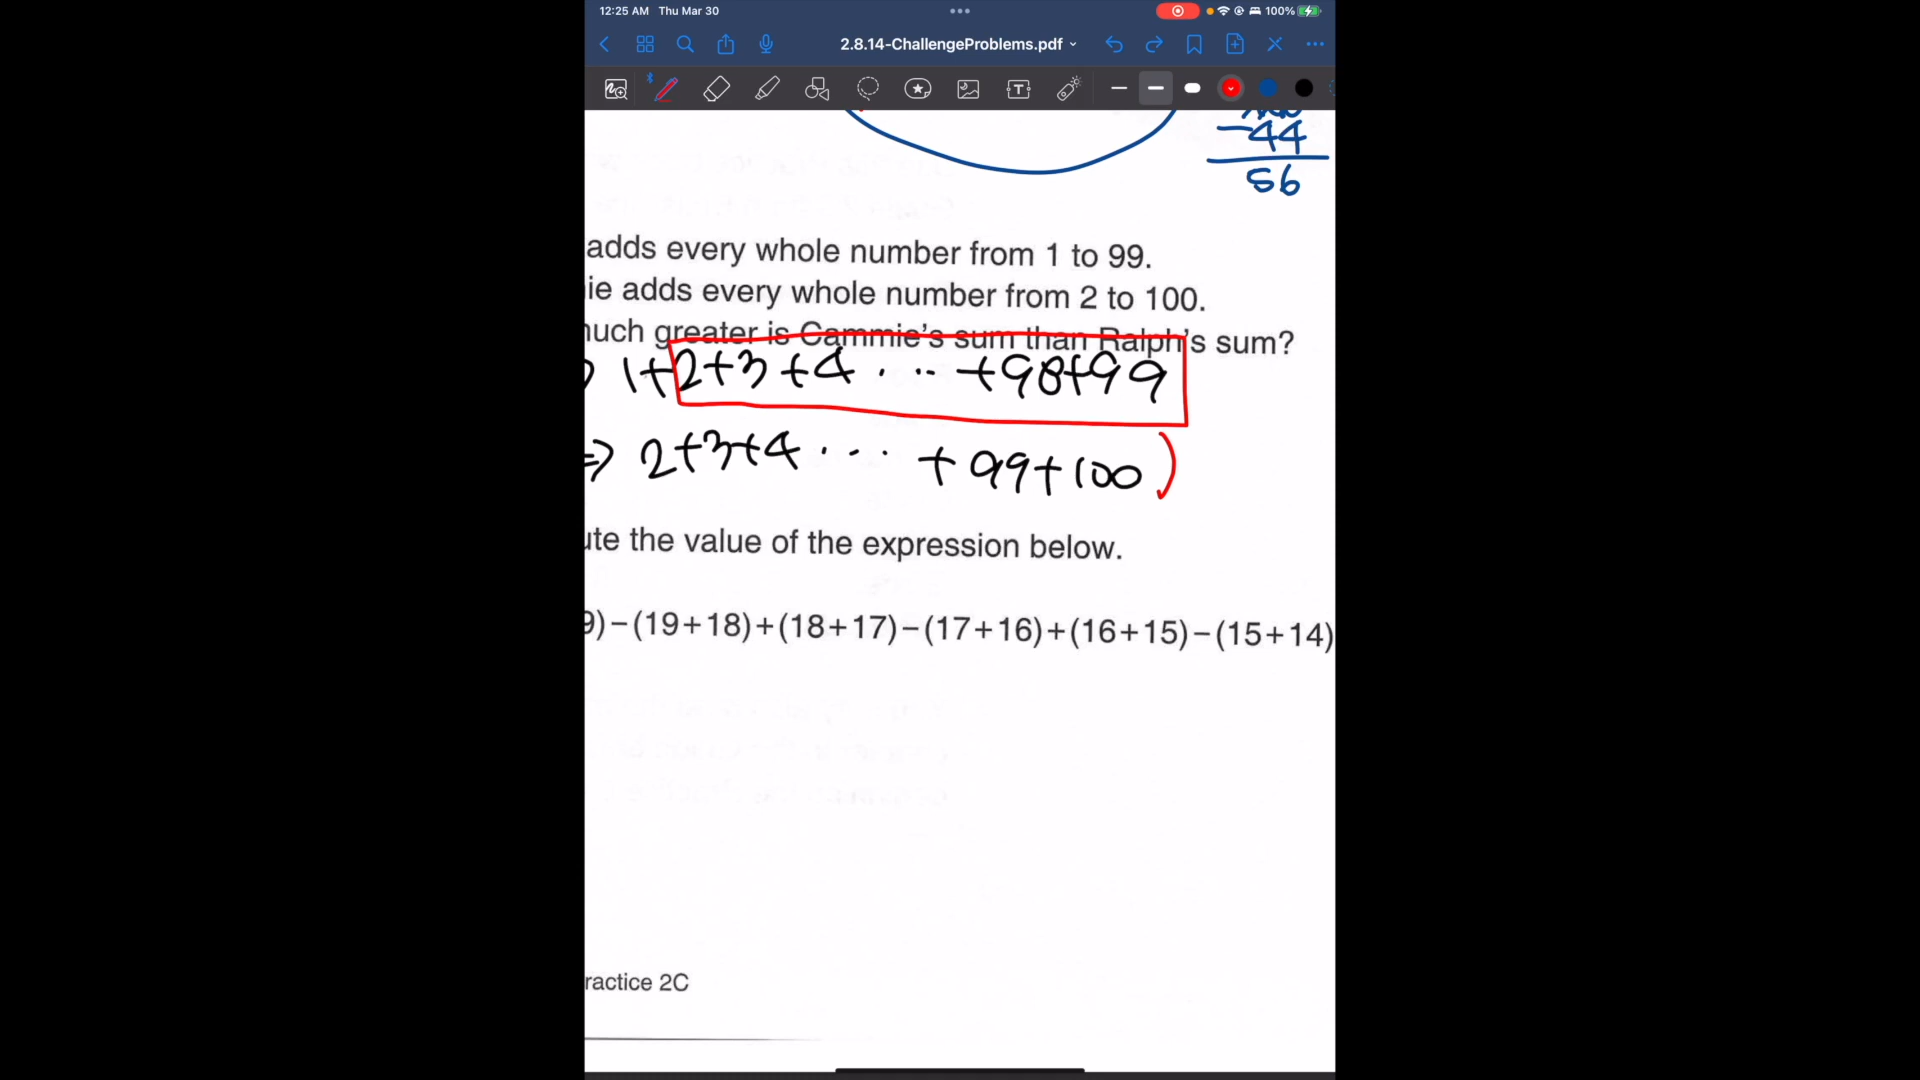 12:25 AM Thu Mar 30
100%
2.8.14-ChallengeProblems.pdf
T
-44
56
adds every whole number from 1 to 99.
ie adds every whole number from 2 to 100.
much greater is Cammie's sum than Ralph's sum?
1+2+3+4 ... +98+99
⇒ 2+3+4 ... +99+100
ute the value of the expression below.
9)−(19+18)+(18+17)−(17+16)+(16+15)−(15+14)
ractice 2C